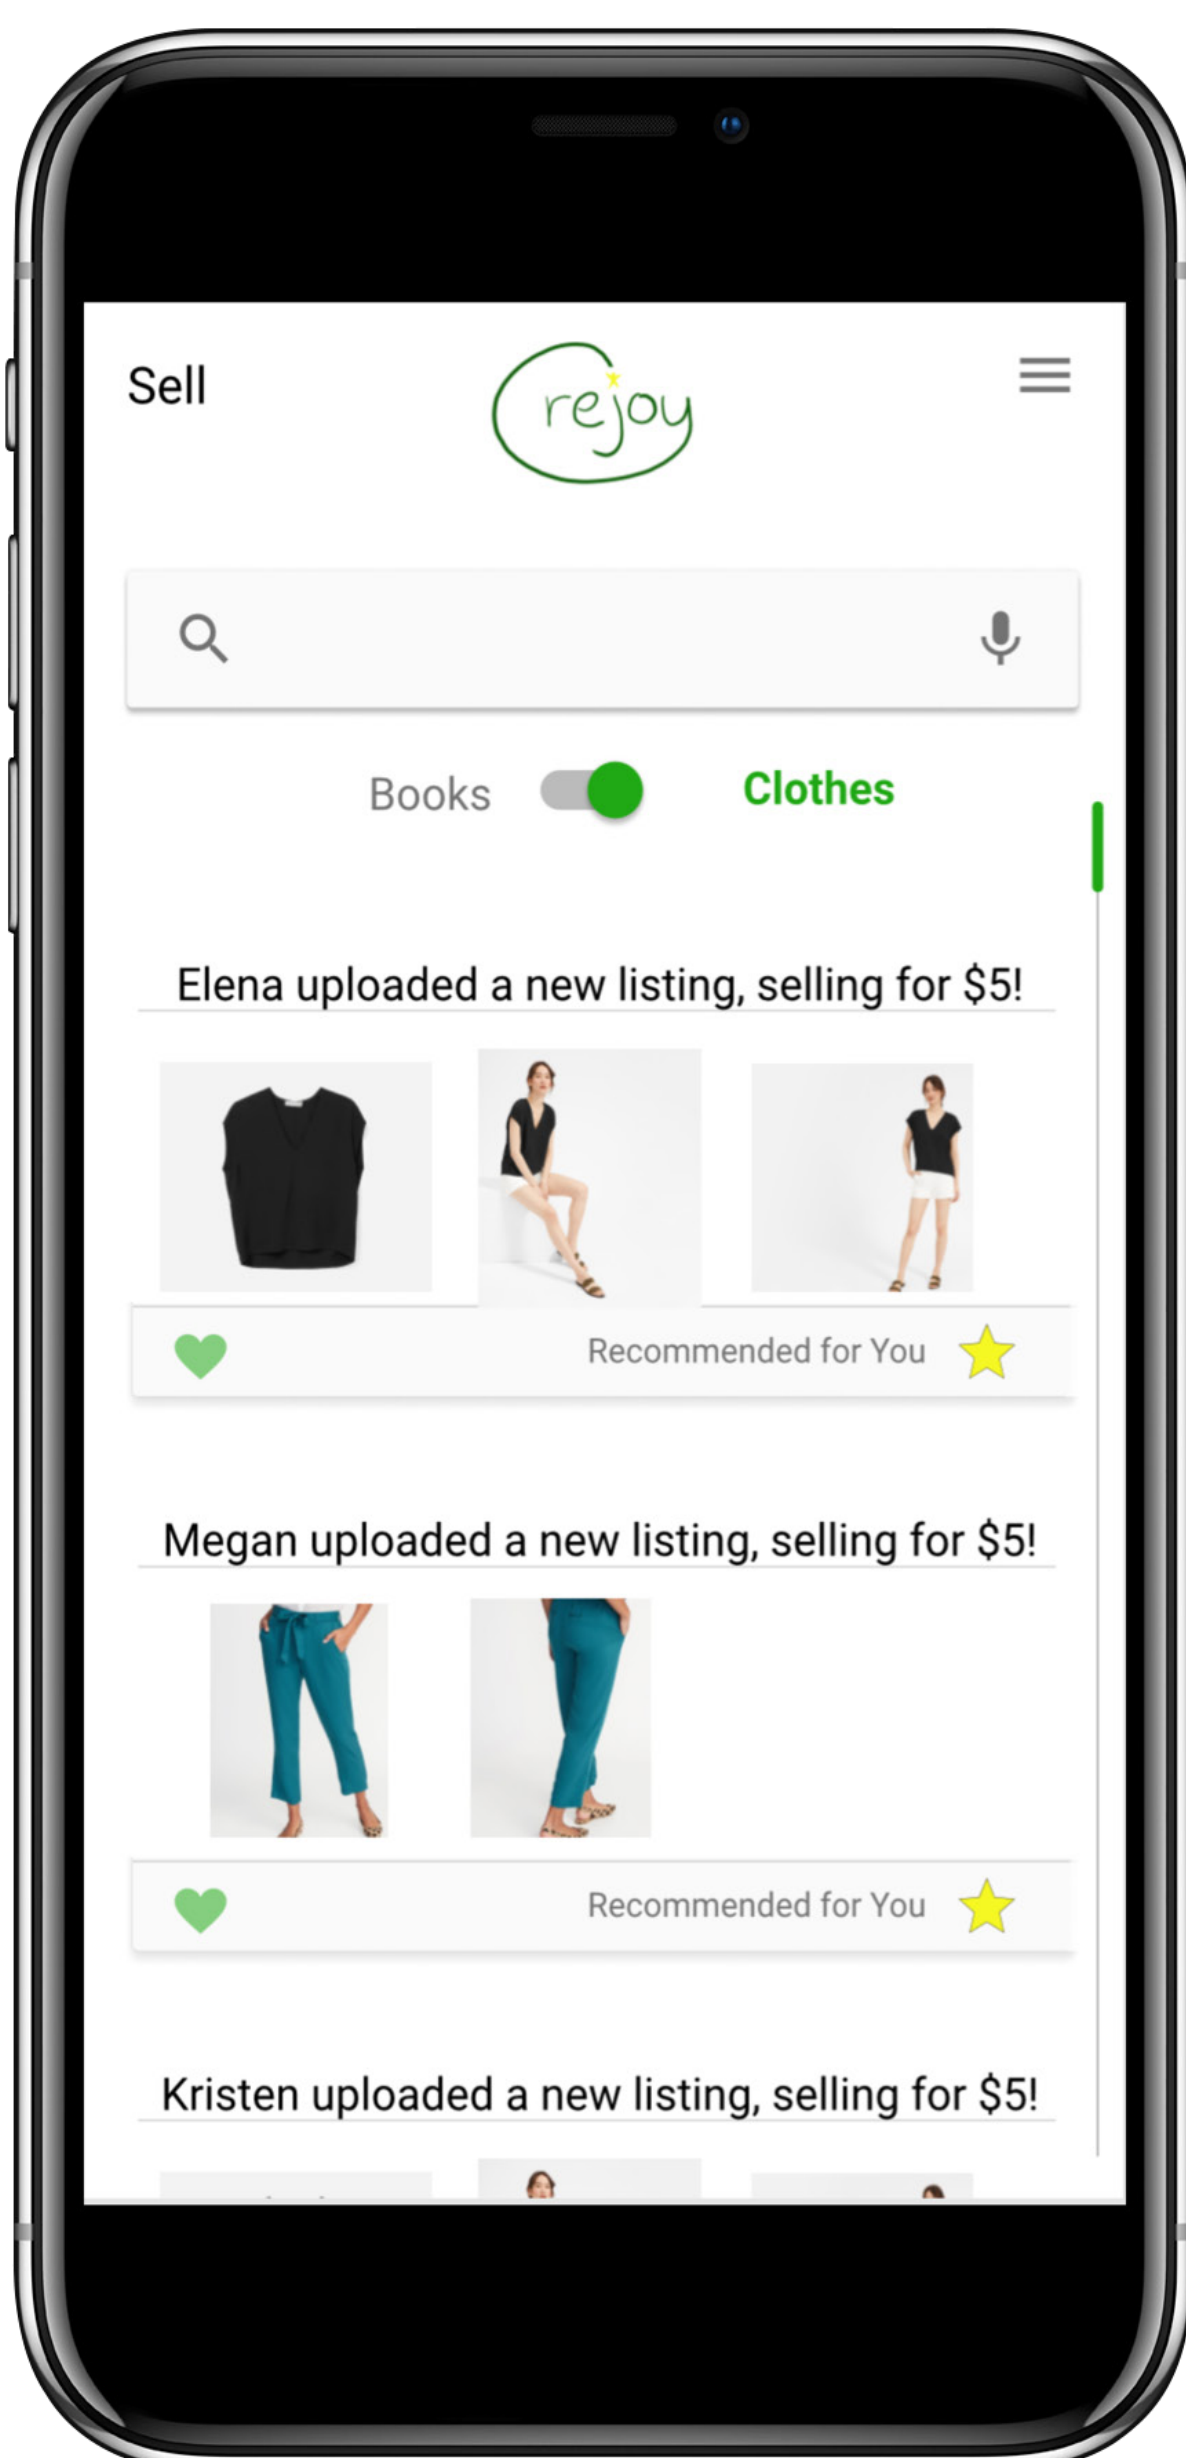 Sell
rejoy
Books
Clothes
Elena uploaded a new listing, selling for $5!
Recommended for You
Megan uploaded a new listing, selling for $5!
Recommended for You
Kristen uploaded a new listing, selling for $5!